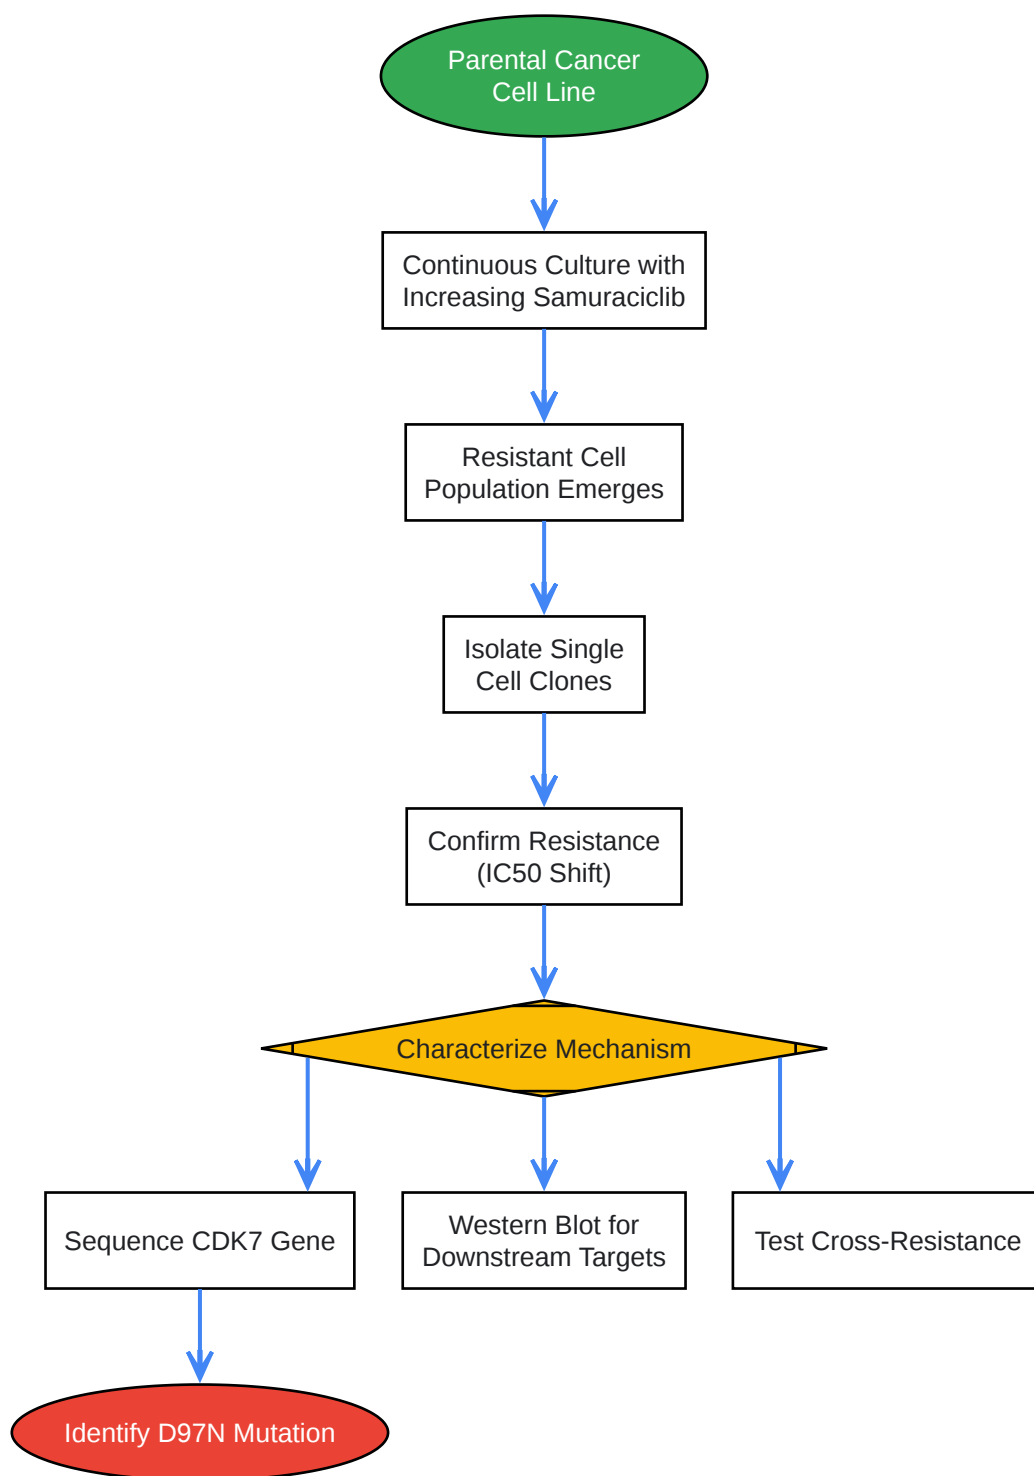 Parental Cancer
Cell Line
Continuous Culture with
Increasing Samuraciclib
Resistant Cell
Population Emerges
Isolate Single
Cell Clones
Confirm Resistance
(IC50 Shift)
Characterize Mechanism
Sequence CDK7 Gene
Western Blot for
Downstream Targets
Test Cross-Resistance
Identify D97N Mutation